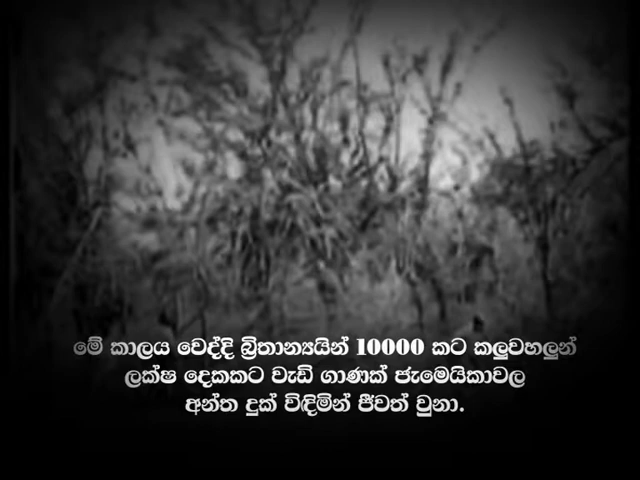 මේ කාලය වෙද්දි බ්‍රිතාන්‍යයින් 10000 කට කලුවහලුන්
ලක්ෂ දෙකකට වැඩි ගාණක් ජැමෙයිකාවල
අන්ත දුක් විඳිමින් ජීවත් වුනා.